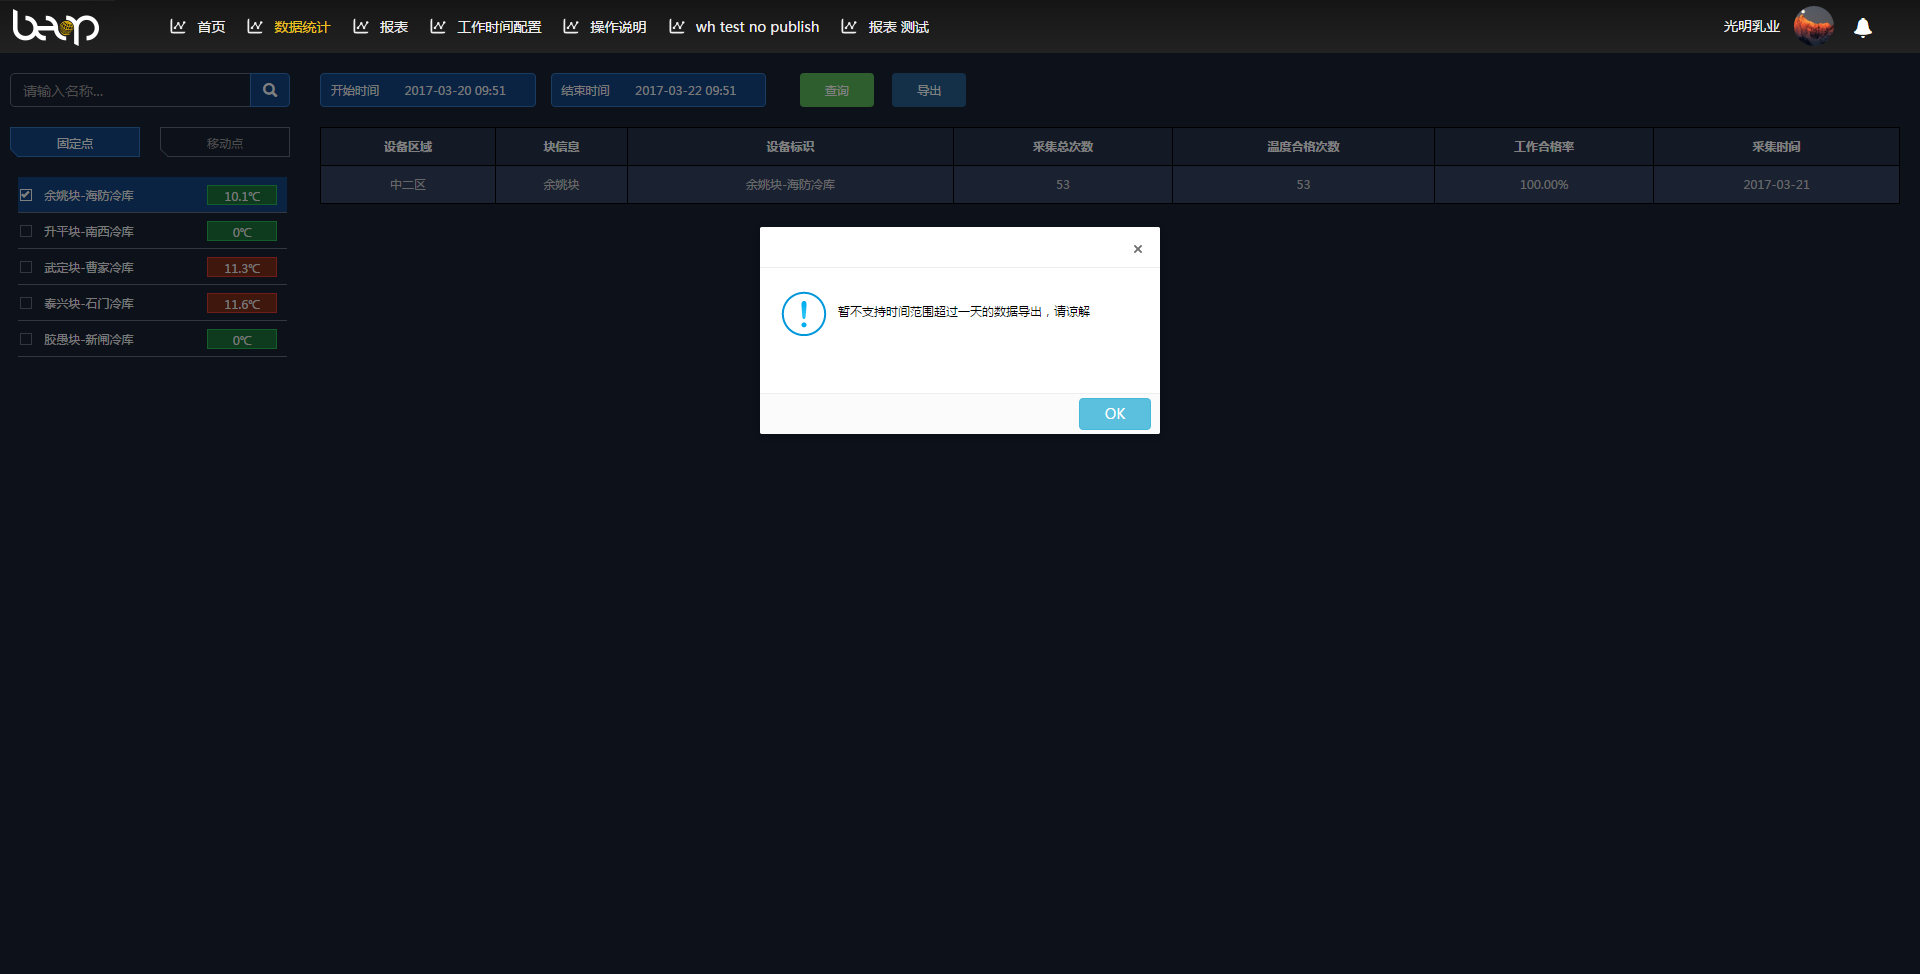 beop 首页 数据统计 报表 工作时间配置 操作说明 wh test no publish 报表 测试 光明乳业
请输入名称... 开始时间 2017-03-20 09:51 结束时间 2017-03-22 09:51 查询 导出
固定点 移动点
设备区域 块信息 设备标识 采集总次数 温度合格次数 工作合格率 采集时间
中二区 余姚块 余姚块-海防冷库 53 53 100.00% 2017-03-21
余姚块-海防冷库 10.1℃
升平块-南西冷库 0℃
武定块-曹家冷库 11.3℃
泰兴块-石门冷库 11.6℃
胶愚块-新闸冷库 0℃
×
暂不支持时间范围超过一天的数据导出，请谅解
OK